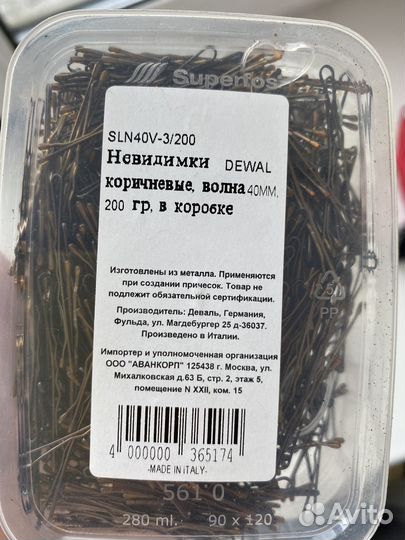 Superfos
SLN40V-3/200
Невидимки DEWAL
коричневые, волна 40ММ,
200 гр, в коробке
Изготовлены из металла. Применяются
при создании причесок. Товар не
подлежит обязательной сертификации.
Производитель: Деваль, Германия,
Фульда, ул. Магдебургер 25 д-36037.
Произведено в Италии.
Импортер и уполномоченная организация
ООО "АВАНКОРП" 125438 г. Москва, ул.
Михалковская д.63 Б, стр. 2, этаж 5,
помещение N XXII, ком. 15
4 000000 365174
-MADE IN ITALY-
5
PP
561 0
280 ml. 90 x 120
Avito